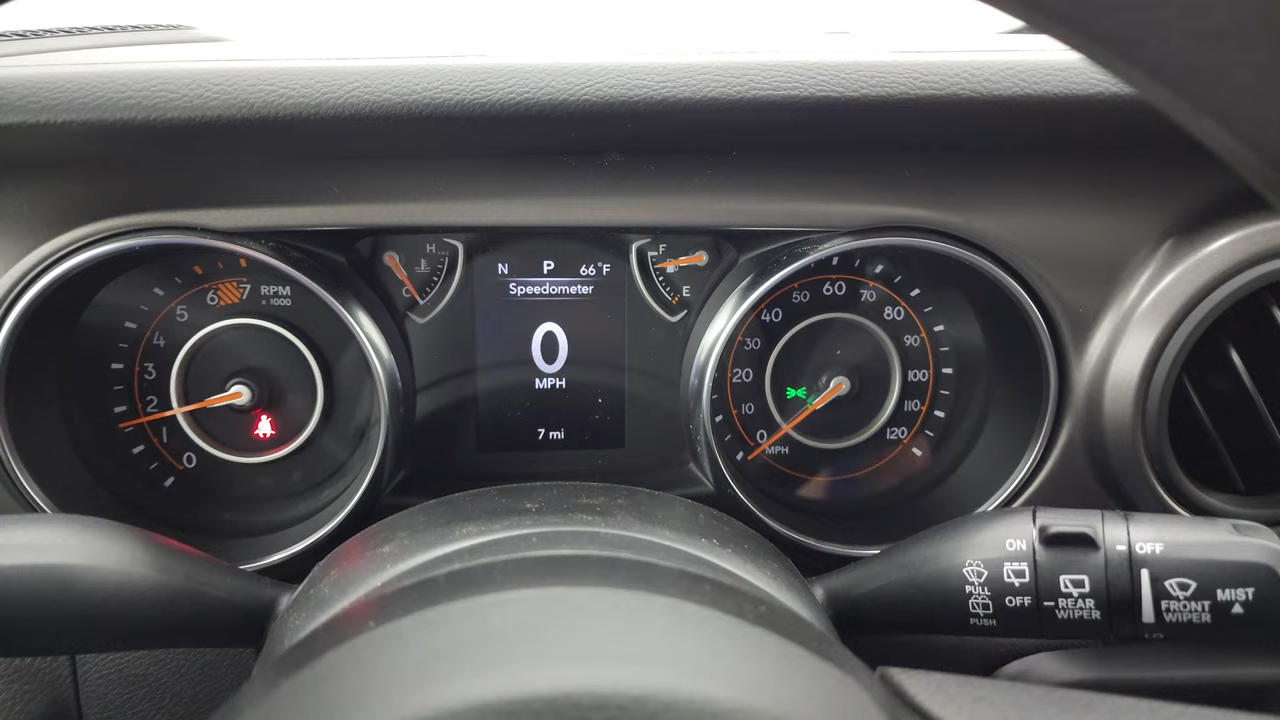 0 1 2 3 4 5 6 7
RPM
x 1000
H
C
N P 66°F
Speedometer
0
MPH
7 mi
F
E
0 10 20 30 40 50 60 70 80 90 100 110 120
MPH
ON
OFF
PULL
PUSH
REAR
WIPER
OFF
FRONT
WIPER
MIST
LO